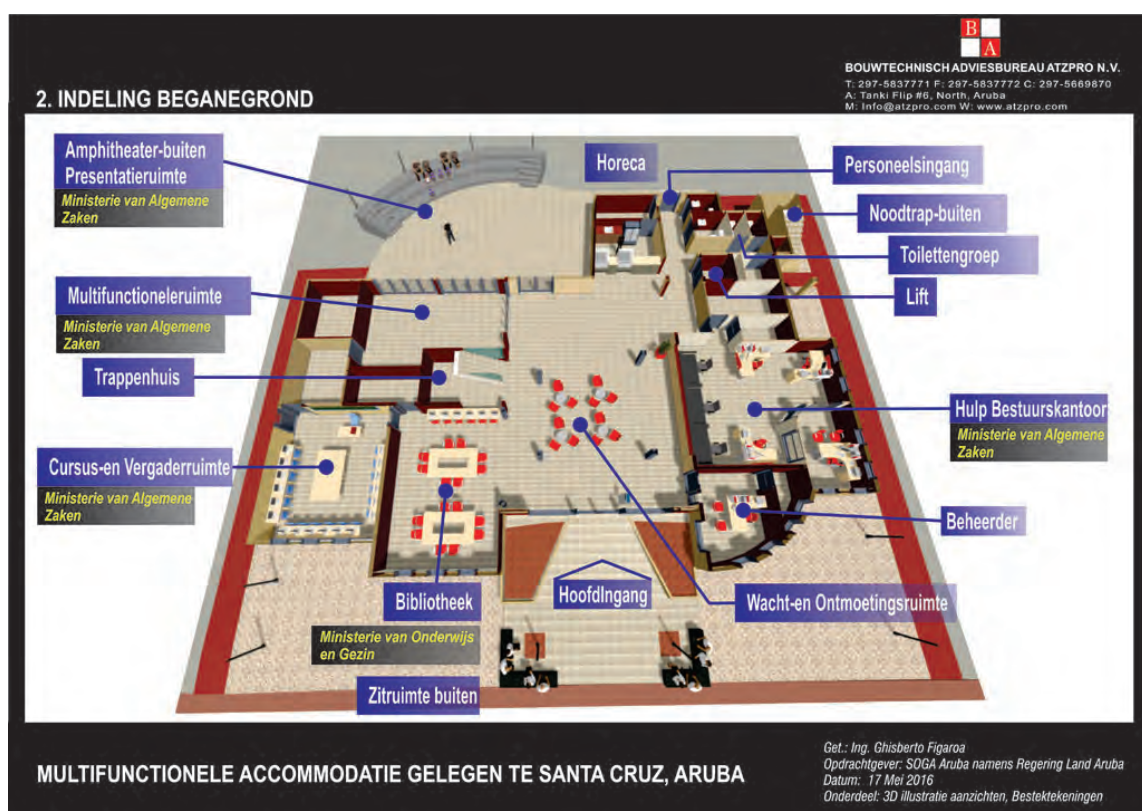 B
A
BOUWTECHNISCH ADVIESBUREAU ATZPRO N.V.
T: 297-5837771 F: 297-5837772 C: 297-5669870
A: Tanki Flip #6, North, Aruba
M: Info@atzpro.com W: www.atzpro.com
2. INDELING BEGANEGROND
Amphitheater-buiten
Presentatieruimte
Ministerie van Algemene
Zaken
Horeca
Personeelsingang
Noodtrap-buiten
Toilettengroep
Lift
Multifunctioneleruimte
Ministerie van Algemene
Zaken
Trappenhuis
Hulp Bestuurskantoor
Ministerie van Algemene
Zaken
Cursus-en Vergaderruimte
Ministerie van Algemene
Zaken
Beheerder
Bibliotheek
Ministerie van Onderwijs
en Gezin
HoofdIngang
Wacht-en Ontmoetingsruimte
Zitruimte buiten
MULTIFUNCTIONELE ACCOMMODATIE GELEGEN TE SANTA CRUZ, ARUBA
Get.: Ing. Ghisberto Figaroa
Opdrachtgever: SOGA Aruba namens Regering Land Aruba
Datum: 17 Mei 2016
Onderdeel: 3D illustratie aanzichten, Bestektekeningen